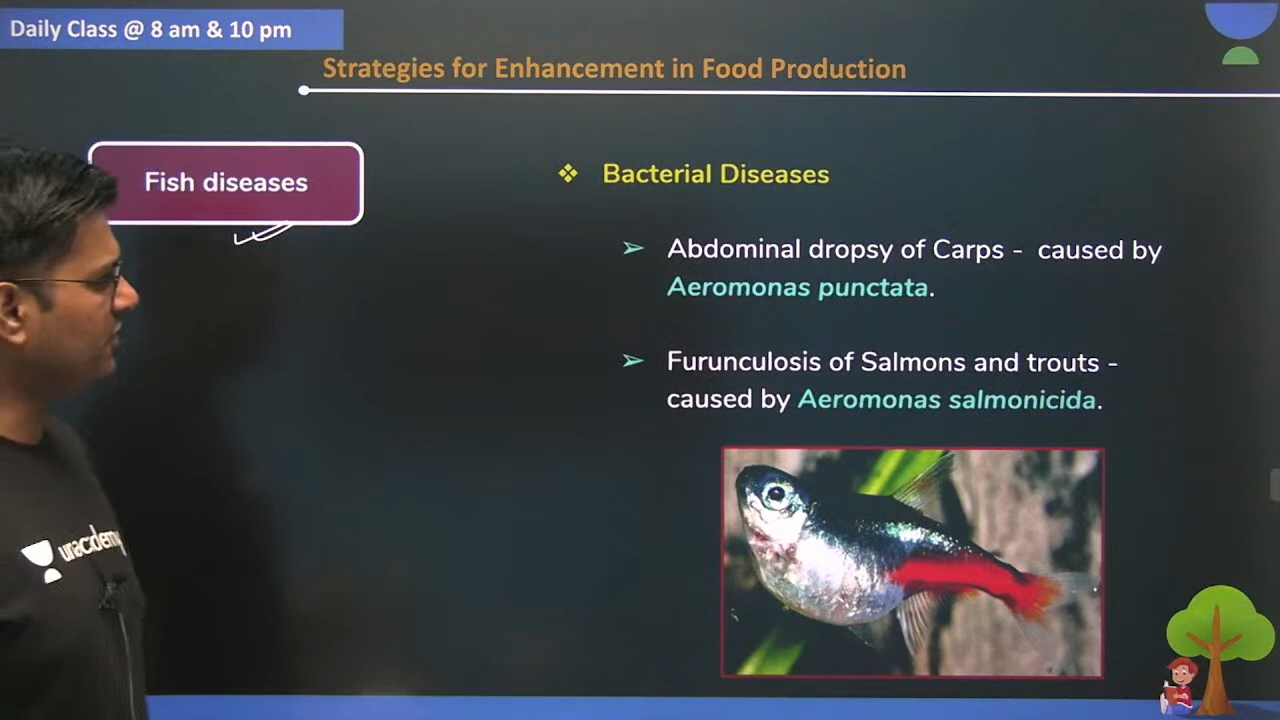 Daily Class @ 8 am & 10 pm
Strategies for Enhancement in Food Production
Fish diseases
❖ Bacterial Diseases
➢ Abdominal dropsy of Carps - caused by
Aeromonas punctata.
➢ Furunculosis of Salmons and trouts -
caused by Aeromonas salmonicida.